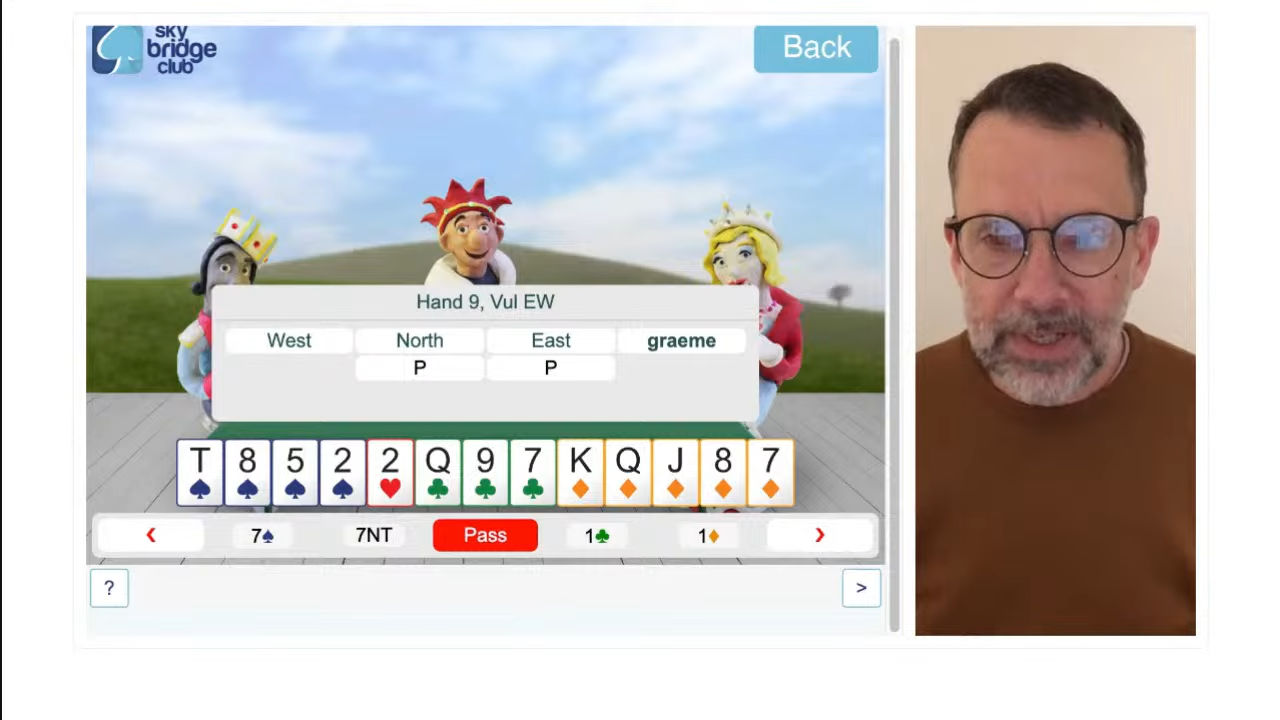 sky
bridge
club
Back
Hand 9, Vul EW
West North East graeme
P P
T 8 5 2 2 Q 9 7 K Q J 8 7
♠ ♠ ♠ ♠ ♥ ♣ ♣ ♣ ♦ ♦ ♦ ♦ ♦
‹ 7♠ 7NT Pass 1♣ 1♦ ›
? >